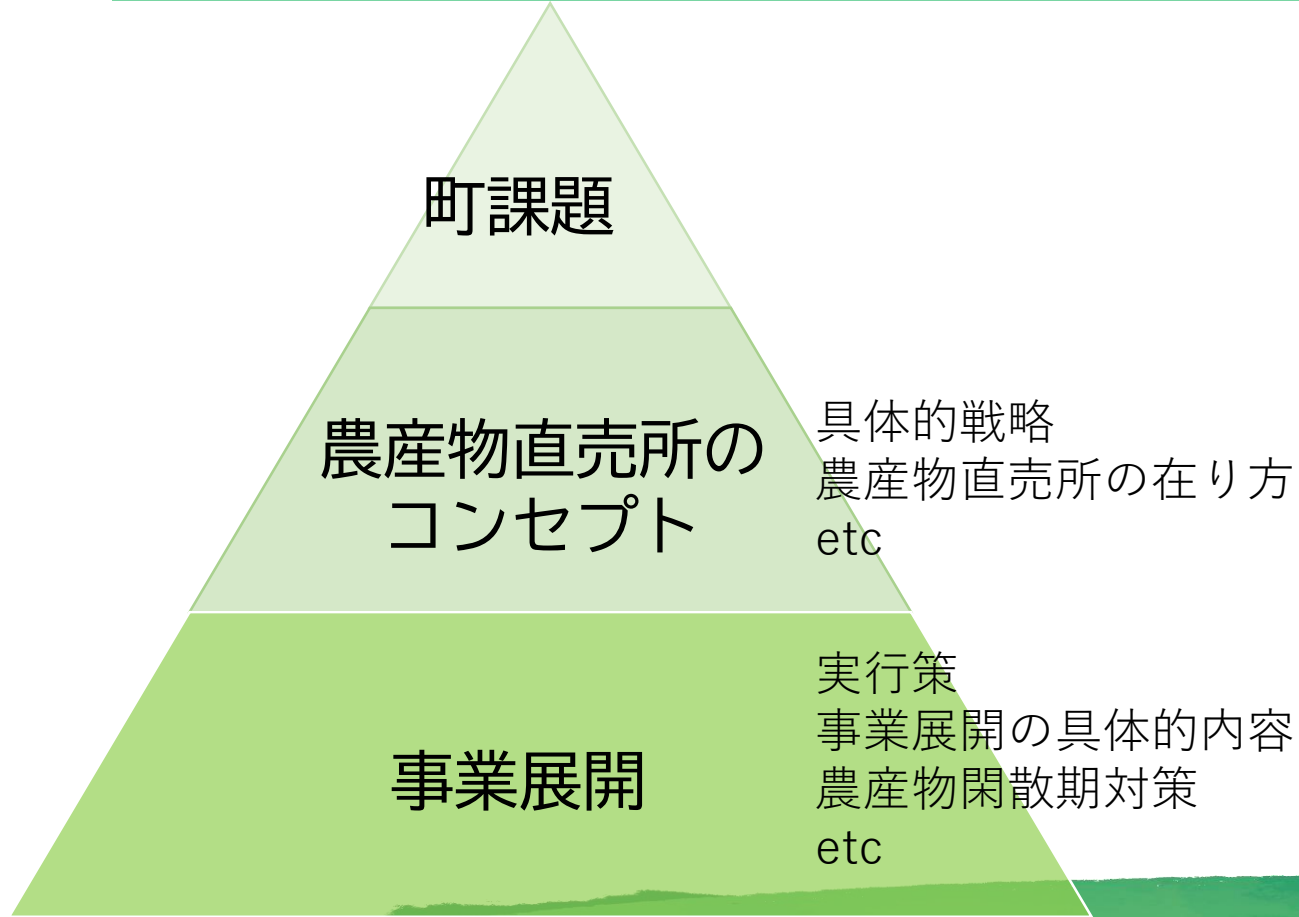 町課題
農産物直売所の
コンセプト
具体的戦略
農産物直売所の在り方
etc
事業展開
実行策
事業展開の具体的内容
農産物閑散期対策
etc